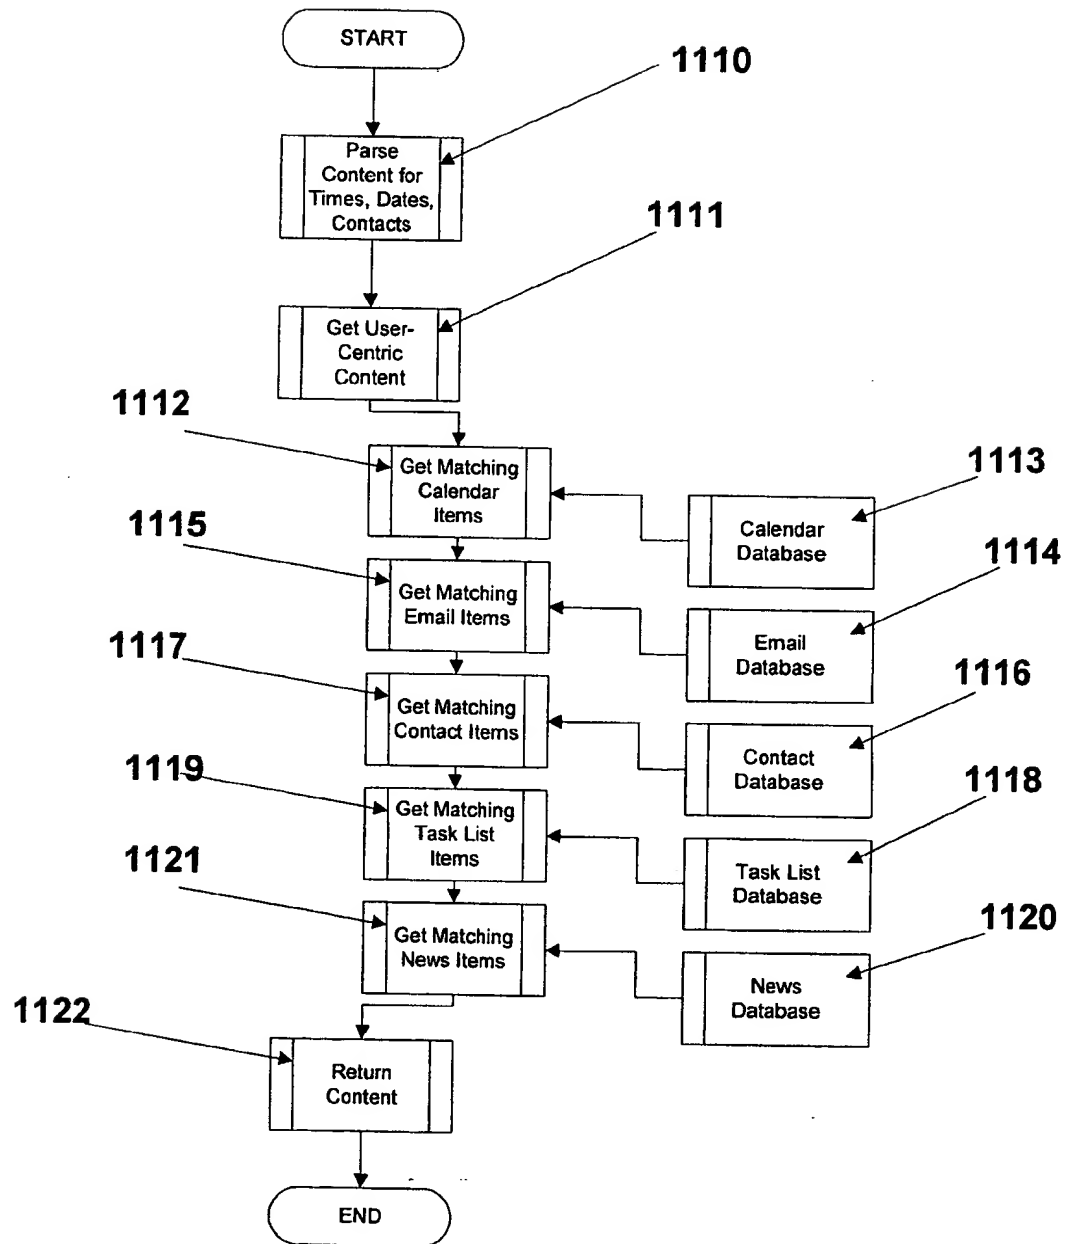 START
1110
Parse
Content for
Times, Dates,
Contacts
1111
Get User-
Centric
Content
1112
Get Matching
Calendar
Items
1113
Calendar
Database
1115
Get Matching
Email Items
1114
Email
Database
1117
Get Matching
Contact Items
1116
Contact
Database
1119
Get Matching
Task List
Items
1118
Task List
Database
1121
Get Matching
News Items
1120
News
Database
1122
Return
Content
END